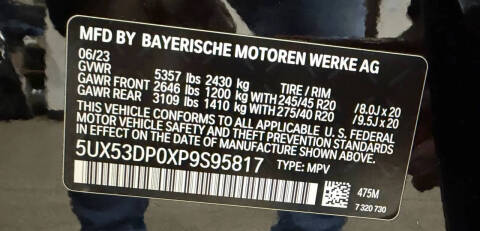 MFD BY BAYERISCHE MOTOREN WERKE AG
06/23
GVWR 5357 lbs 2430 kg TIRE / RIM
GAWR FRONT 2646 lbs 1200 kg WITH 245/45 R20 /8.0J x 20
GAWR REAR 3109 lbs 1410 kg WITH 275/40 R20 /9.5J x 20
THIS VEHICLE CONFORMS TO ALL APPLICABLE U. S. FEDERAL
MOTOR VEHICLE SAFETY AND THEFT PREVENTION STANDARDS
IN EFFECT ON THE DATE OF MANUFACTURE SHOWN ABOVE.
5UX53DP0XP9S95817 TYPE: MPV
475M
7 320 730